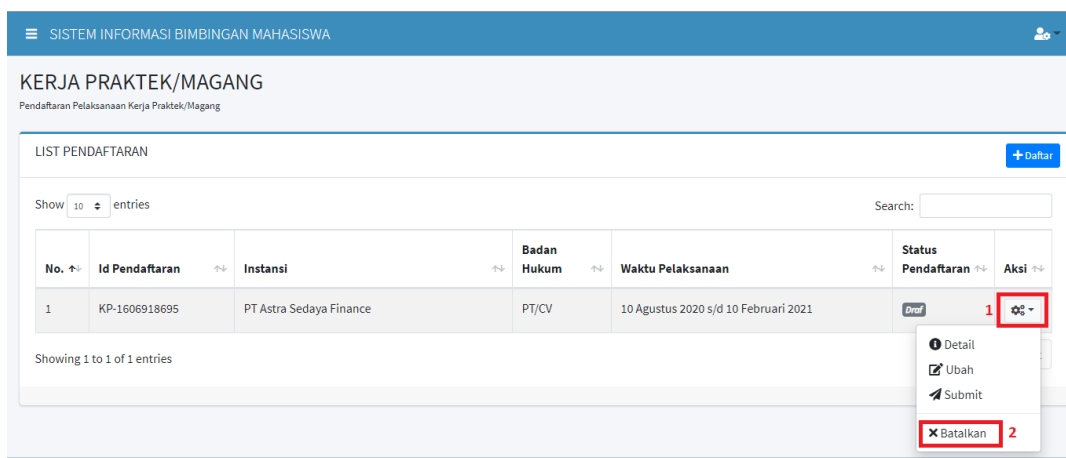 SISTEM INFORMASI BIMBINGAN MAHASISWA
KERJA PRAKTEK/MAGANG
Pendaftaran Pelaksanaan Kerja Praktek/Magang
LIST PENDAFTARAN
Daftar
Show 10 entries
Search:
No. Id Pendaftaran Instansi Badan Hukum Waktu Pelaksanaan Status Pendaftaran Aksi
1 KP-1606918695 PT Astra Sedaya Finance PT/CV 10 Agustus 2020 s/d 10 Februari 2021 Draf 1
Showing 1 to 1 of 1 entries
Detail
Ubah
Submit
Batalkan 2